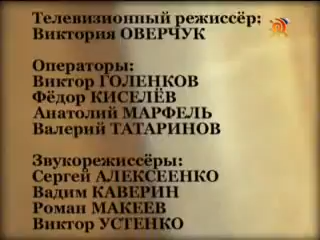 Телевизионный режиссёр:
Виктория ОВЕРЧУК
Операторы:
Виктор ГОЛЕНКОВ
Фёдор КИСЕЛЁВ
Анатолий МАРФЕЛЬ
Валерий ТАТАРИНОВ
Звукорежиссёры:
Сергей АЛЕКСЕЕНКО
Вадим КАВЕРИН
Роман МАКЕЕВ
Виктор УСТЕНКО